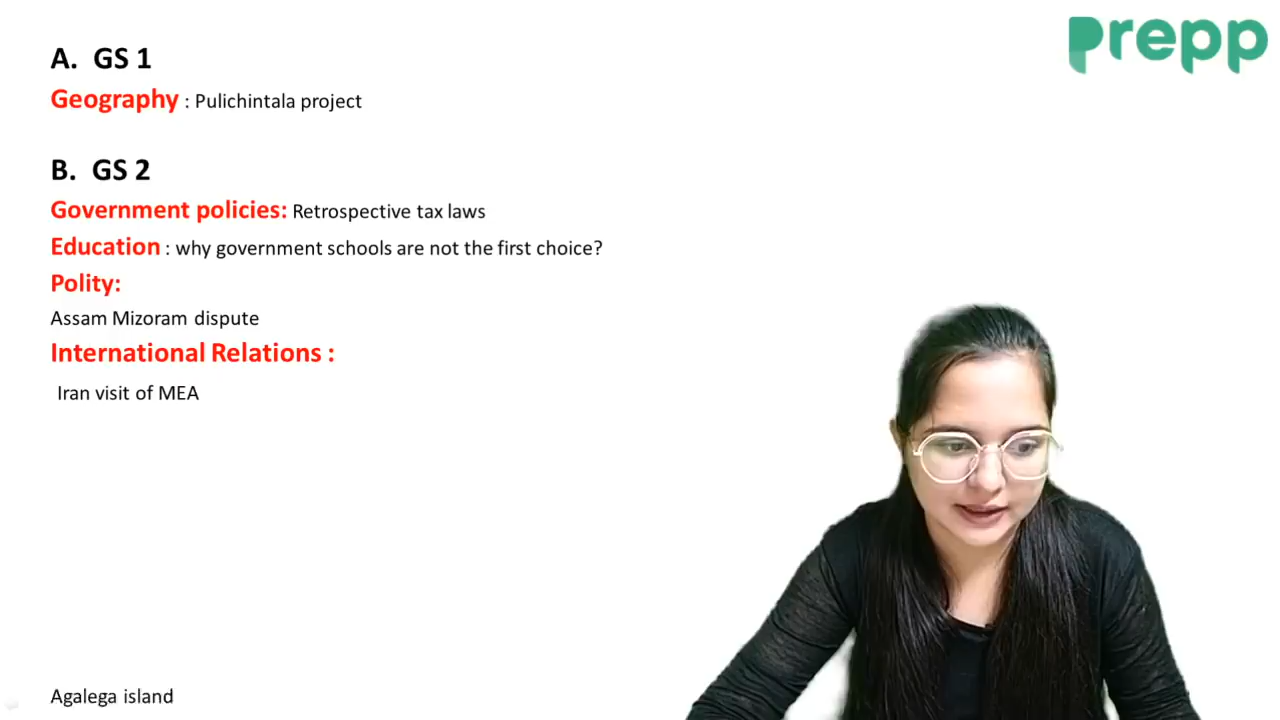 prepp
A. GS 1
Geography : Pulichintala project
B. GS 2
Government policies: Retrospective tax laws
Education : why government schools are not the first choice?
Polity:
Assam Mizoram dispute
International Relations :
Iran visit of MEA
Agalega island